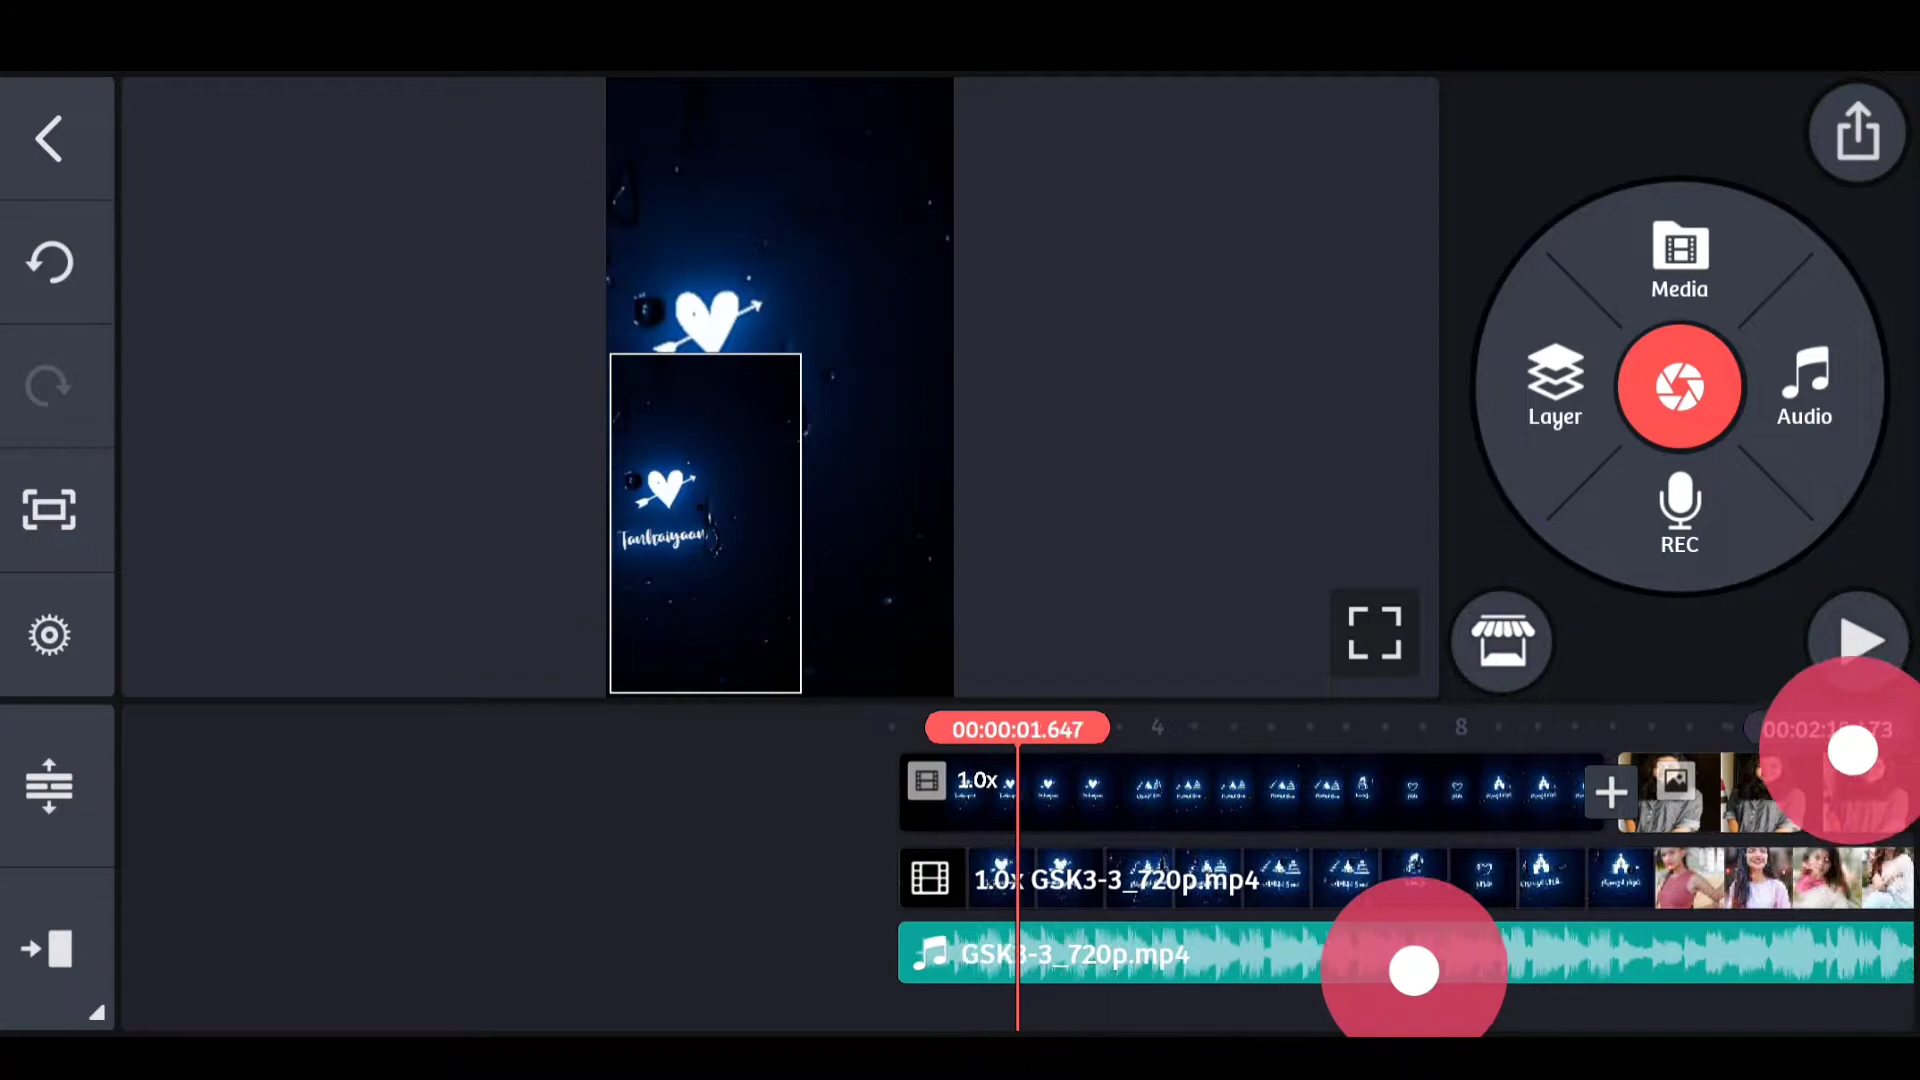 Media
Layer
Audio
REC
Tanhaiyaan
00:00:01.647
4
8
1.0x
1.0x GSK3-3_720p.mp4
GSK3-3_720p.mp4